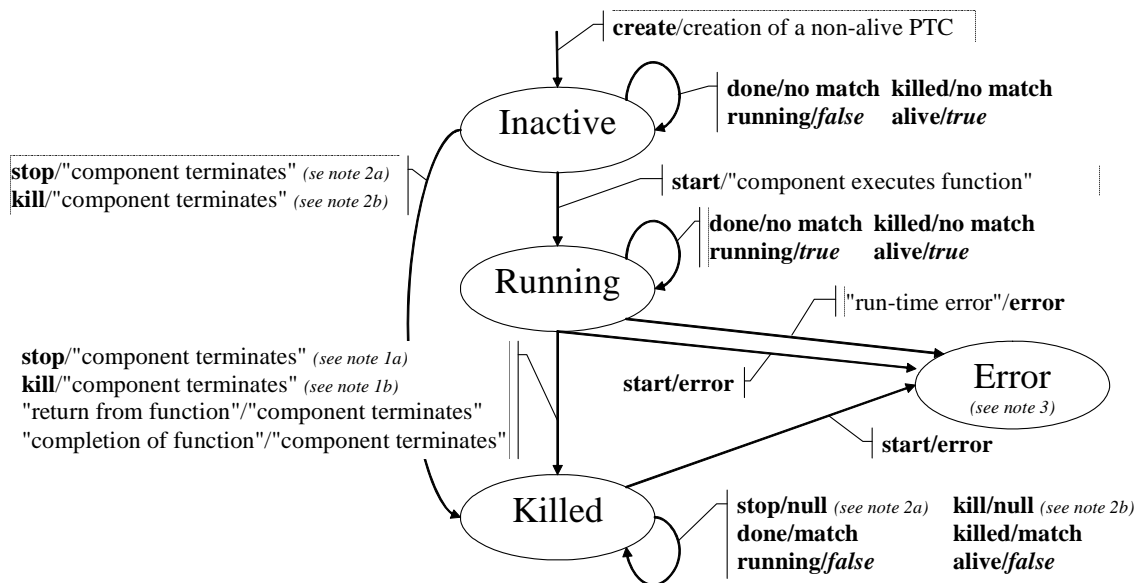 create/creation of a non-alive PTC
done/no match killed/no match
running/false alive/true
Inactive
stop/"component terminates" (se note 2a)
kill/"component terminates" (see note 2b)
start/"component executes function"
done/no match killed/no match
running/true alive/true
Running
"run-time error"/error
stop/"component terminates" (see note 1a)
kill/"component terminates" (see note 1b)
"return from function"/"component terminates"
"completion of function"/"component terminates"
start/error
Error
(see note 3)
start/error
Killed
stop/null (see note 2a) kill/null (see note 2b)
done/match killed/match
running/false alive/false